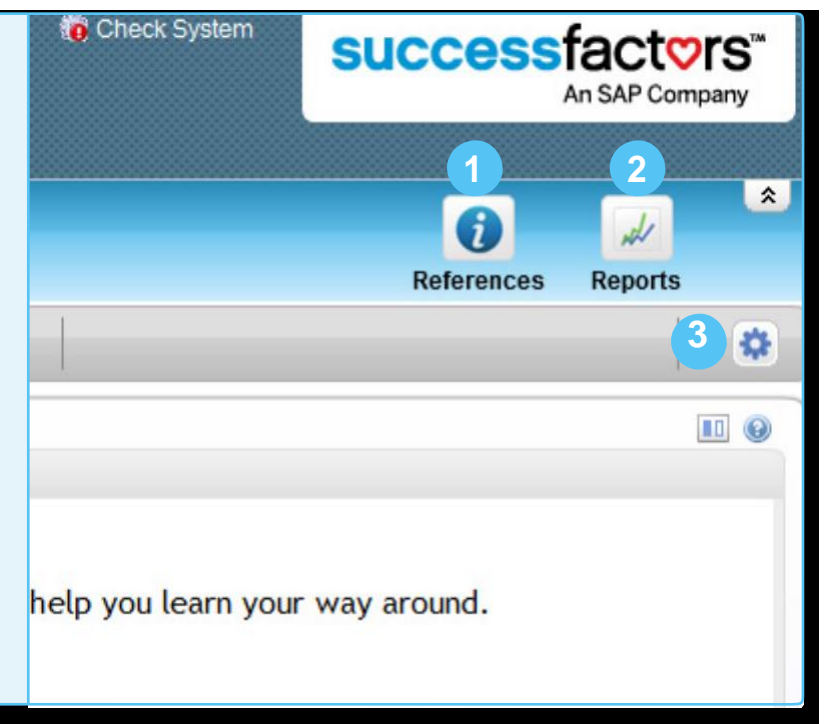 Check System
successfactors™
An SAP Company
1 2
References Reports
3
help you learn your way around.